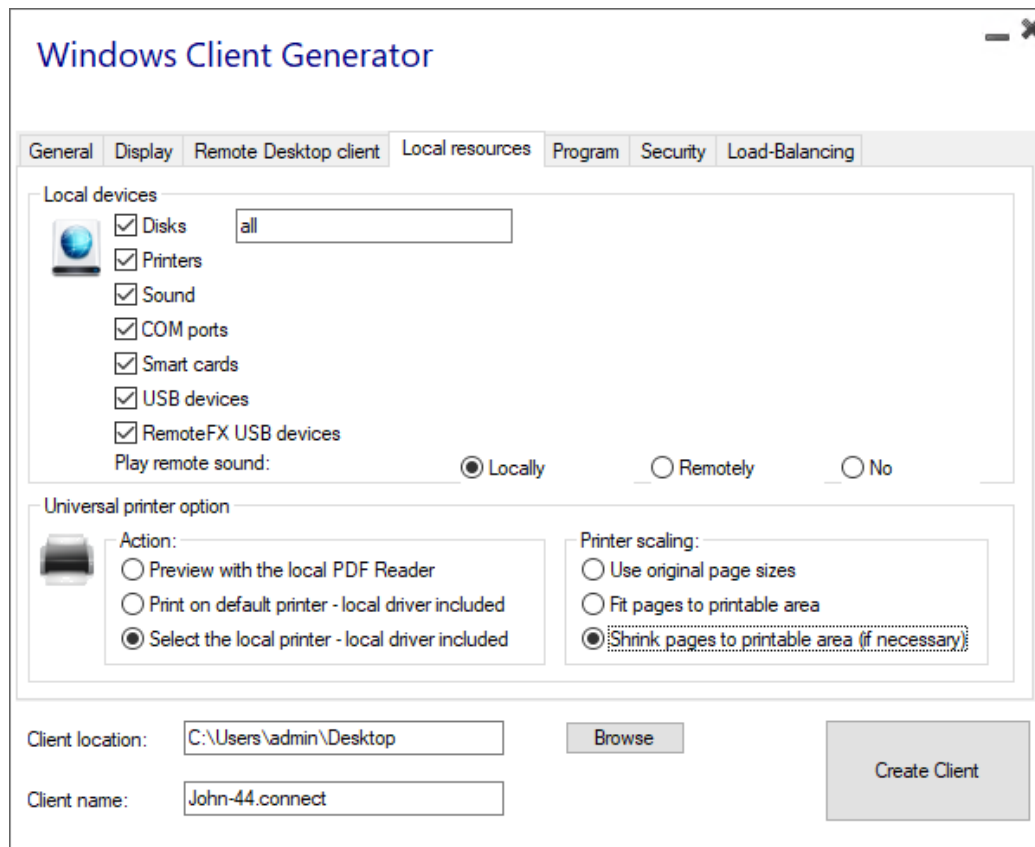 Windows Client Generator
General Display Remote Desktop client Local resources Program Security Load-Balancing
Local devices
Disks all
Printers
Sound
COM ports
Smart cards
USB devices
RemoteFX USB devices
Play remote sound: Locally Remotely No
Universal printer option
Action: Printer scaling:
Preview with the local PDF Reader Use original page sizes
Print on default printer - local driver included Fit pages to printable area
Select the local printer - local driver included Shrink pages to printable area (if necessary)
Client location: C:\Users\admin\Desktop Browse
Create Client
Client name: John-44.connect